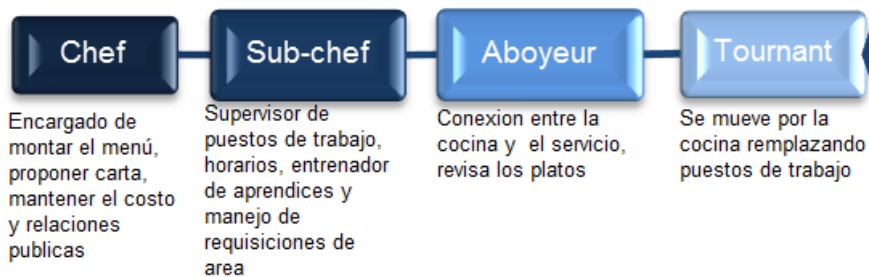 Chef
Sub-chef
Aboyeur
Tournant
Encargado de
montar el menú,
proponer carta,
mantener el costo
y relaciones
publicas
Supervisor de
puestos de trabajo,
horarios, entrenador
de aprendices y
manejo de
requisiciones de
area
Conexion entre la
cocina y el servicio,
revisa los platos
Se mueve por la
cocina remplazando
puestos de trabajo